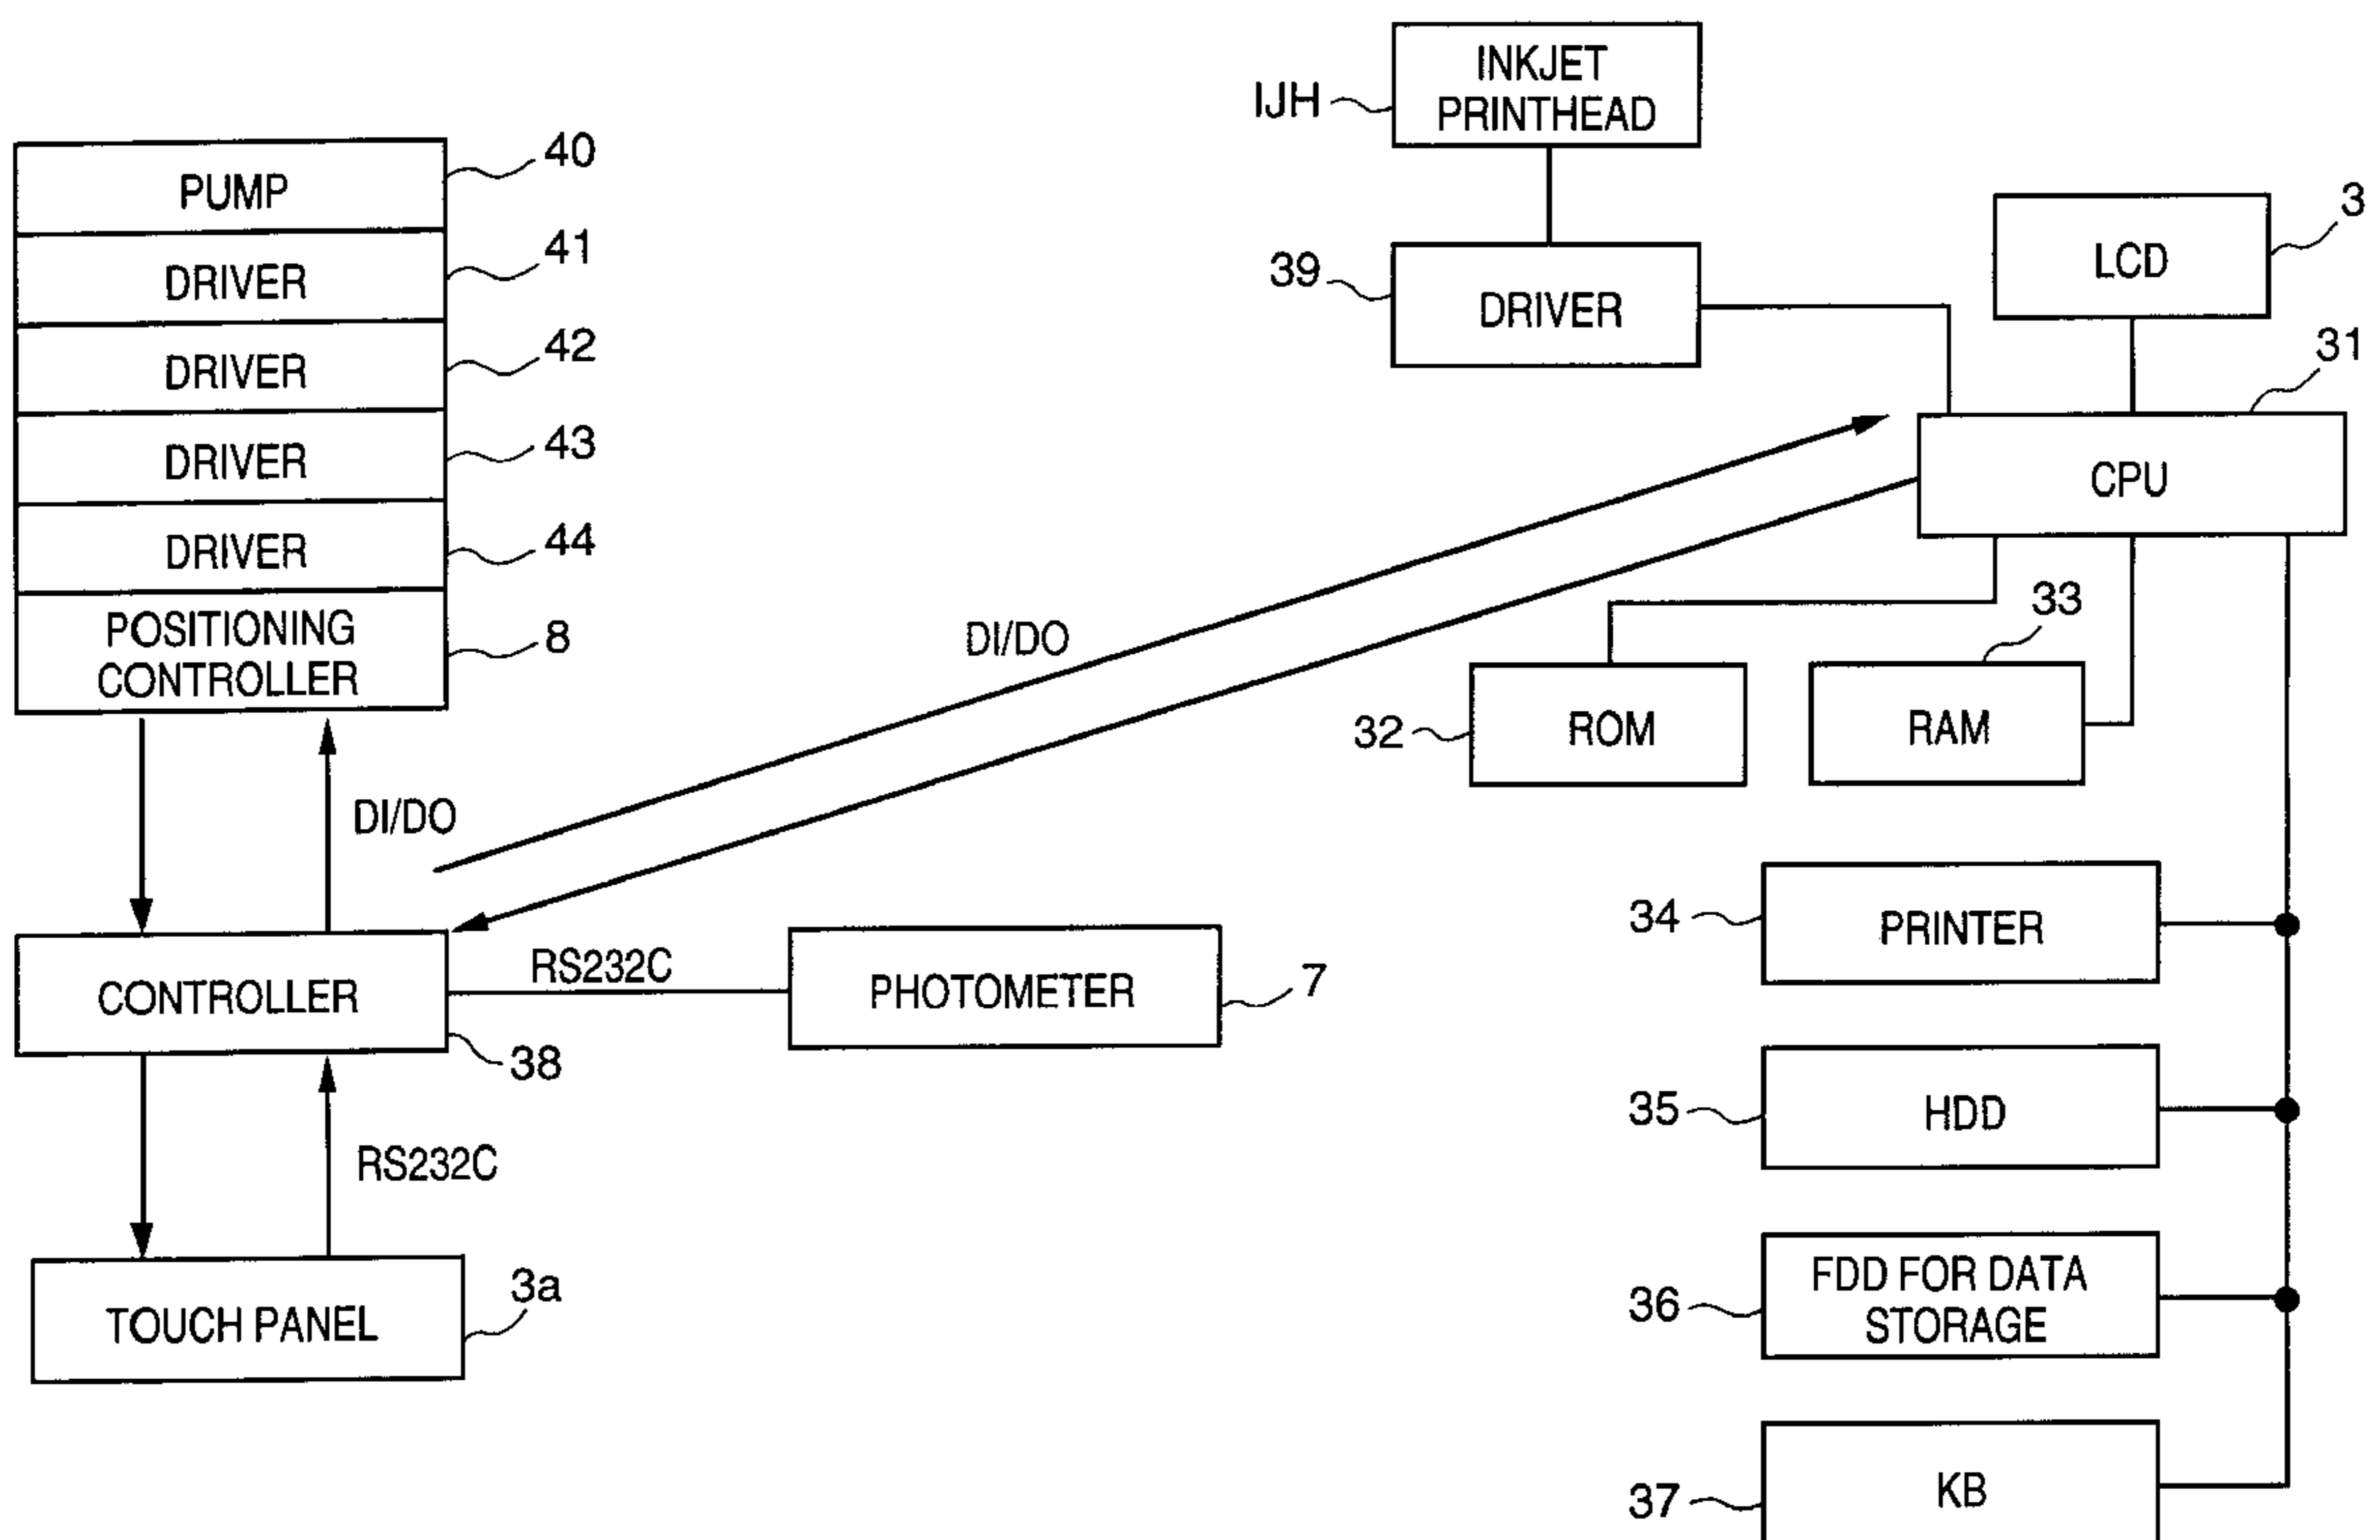 INKJET
PRINTHEAD
IJH
PUMP
40
DRIVER
41
DRIVER
42
DRIVER
43
DRIVER
44
POSITIONING
CONTROLLER
8
39
DRIVER
LCD
3
31
CPU
DI/DO
33
32
ROM
RAM
DI/DO
CONTROLLER
38
RS232C
PHOTOMETER
7
RS232C
TOUCH PANEL
3a
34
PRINTER
35
HDD
36
FDD FOR DATA
STORAGE
37
KB